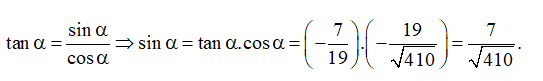 tan α = sin α / cos α ⇒ sin α = tan α.cos α = (−7/19).(−19/√410) = 7/√410.